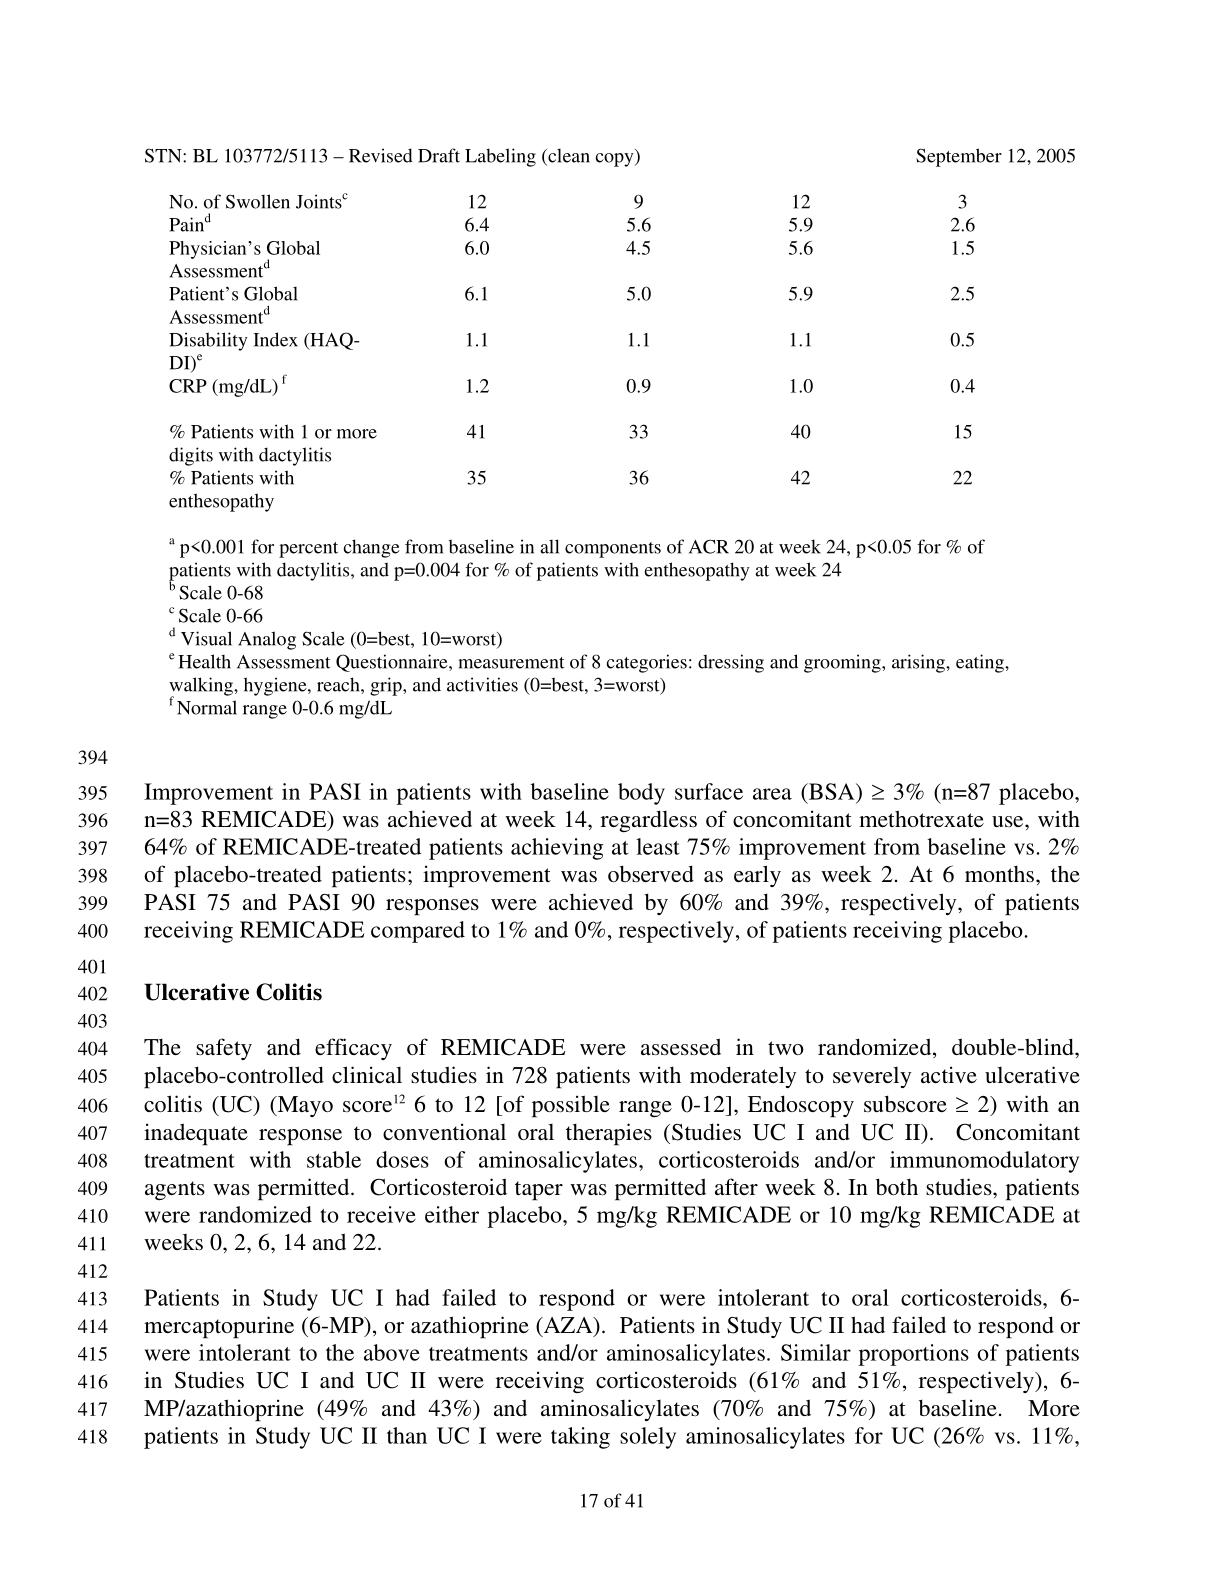 STN: BL 103772/5113 – Revised Draft Labeling (clean copy) September 12, 2005
No. of Swollen Jointsᶜ 12 9 12 3
Painᵈ 6.4 5.6 5.9 2.6
Physician’s Global 6.0 4.5 5.6 1.5
Assessmentᵈ
Patient’s Global 6.1 5.0 5.9 2.5
Assessmentᵈ
Disability Index (HAQ- 1.1 1.1 1.1 0.5
DI)ᵉ
CRP (mg/dL) ᶠ 1.2 0.9 1.0 0.4
% Patients with 1 or more 41 33 40 15
digits with dactylitis
% Patients with 35 36 42 22
enthesopathy
ᵃ p<0.001 for percent change from baseline in all components of ACR 20 at week 24, p<0.05 for % of
patients with dactylitis, and p=0.004 for % of patients with enthesopathy at week 24
ᵇ Scale 0-68
ᶜ Scale 0-66
ᵈ Visual Analog Scale (0=best, 10=worst)
ᵉ Health Assessment Questionnaire, measurement of 8 categories: dressing and grooming, arising, eating,
walking, hygiene, reach, grip, and activities (0=best, 3=worst)
ᶠ Normal range 0-0.6 mg/dL
394
395 Improvement in PASI in patients with baseline body surface area (BSA) ≥ 3% (n=87 placebo,
396 n=83 REMICADE) was achieved at week 14, regardless of concomitant methotrexate use, with
397 64% of REMICADE-treated patients achieving at least 75% improvement from baseline vs. 2%
398 of placebo-treated patients; improvement was observed as early as week 2. At 6 months, the
399 PASI 75 and PASI 90 responses were achieved by 60% and 39%, respectively, of patients
400 receiving REMICADE compared to 1% and 0%, respectively, of patients receiving placebo.
401
402 Ulcerative Colitis
403
404 The safety and efficacy of REMICADE were assessed in two randomized, double-blind,
405 placebo-controlled clinical studies in 728 patients with moderately to severely active ulcerative
406 colitis (UC) (Mayo score¹² 6 to 12 [of possible range 0-12], Endoscopy subscore ≥ 2) with an
407 inadequate response to conventional oral therapies (Studies UC I and UC II). Concomitant
408 treatment with stable doses of aminosalicylates, corticosteroids and/or immunomodulatory
409 agents was permitted. Corticosteroid taper was permitted after week 8. In both studies, patients
410 were randomized to receive either placebo, 5 mg/kg REMICADE or 10 mg/kg REMICADE at
411 weeks 0, 2, 6, 14 and 22.
412
413 Patients in Study UC I had failed to respond or were intolerant to oral corticosteroids, 6-
414 mercaptopurine (6-MP), or azathioprine (AZA). Patients in Study UC II had failed to respond or
415 were intolerant to the above treatments and/or aminosalicylates. Similar proportions of patients
416 in Studies UC I and UC II were receiving corticosteroids (61% and 51%, respectively), 6-
417 MP/azathioprine (49% and 43%) and aminosalicylates (70% and 75%) at baseline. More
418 patients in Study UC II than UC I were taking solely aminosalicylates for UC (26% vs. 11%,
17 of 41